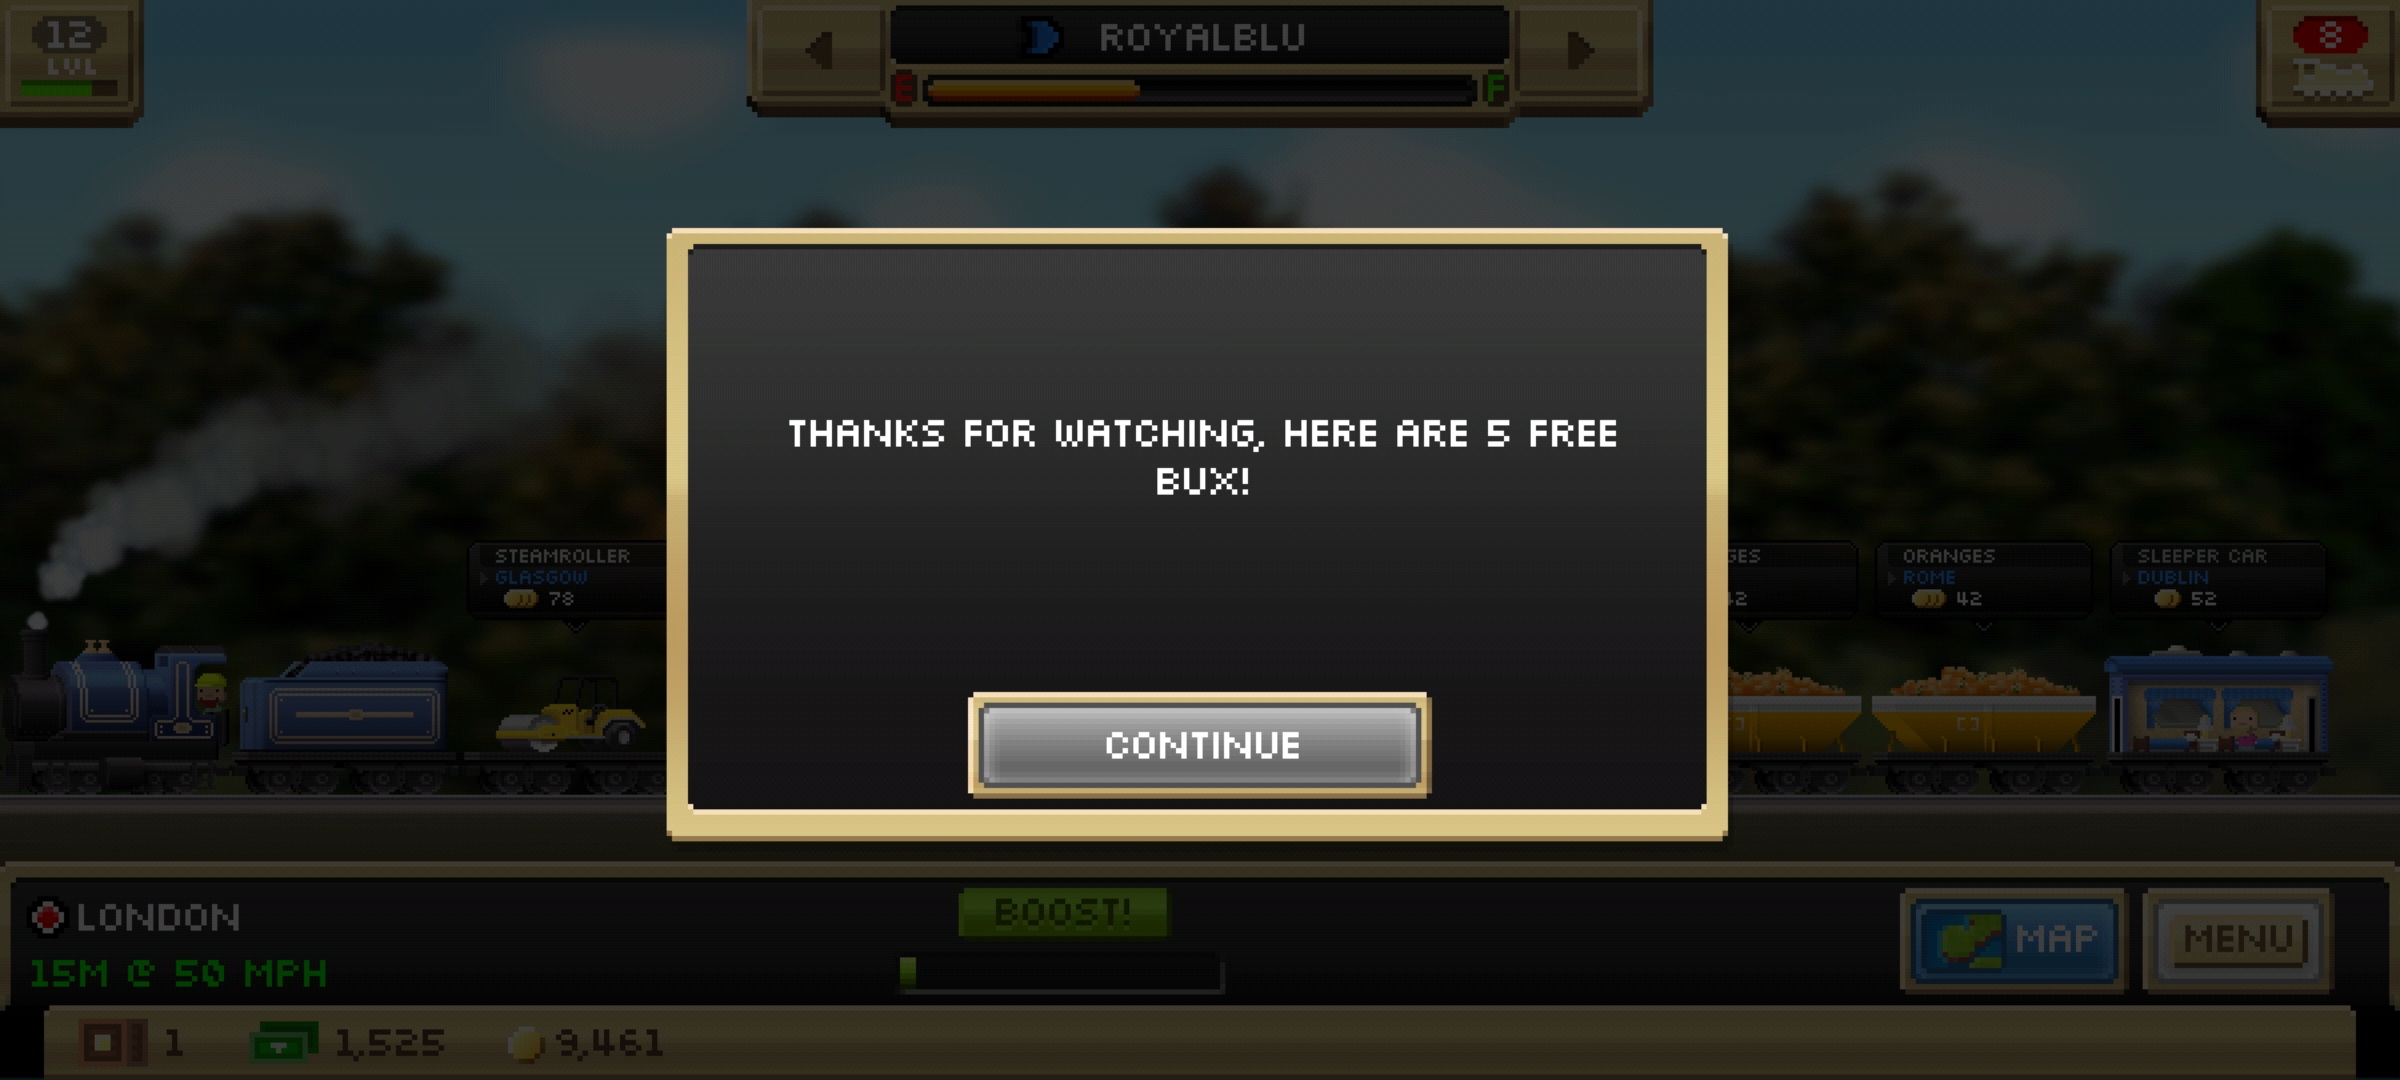 12
LVL
ROYALBLU
E
F
8
THANKS FOR WATCHING, HERE ARE 5 FREE
BUX!
CONTINUE
STEAMROLLER
GLASGOW
78
42
ORANGES
ROME
42
SLEEPER CAR
DUBLIN
52
LONDON
15M @ 50 MPH
BOOST!
MAP
MENU
1
1,525
9,461